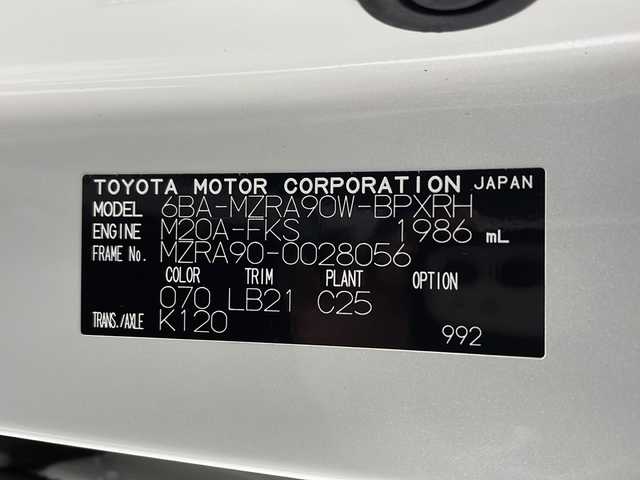 TOYOTA MOTOR CORPORATION JAPAN
MODEL 6BA-MZRA90W-BPXRH
ENGINE M20A-FKS 1986 mL
FRAME No. MZRA90-0028056
COLOR TRIM PLANT OPTION
070 LB21 C25
TRANS./AXLE K120
992